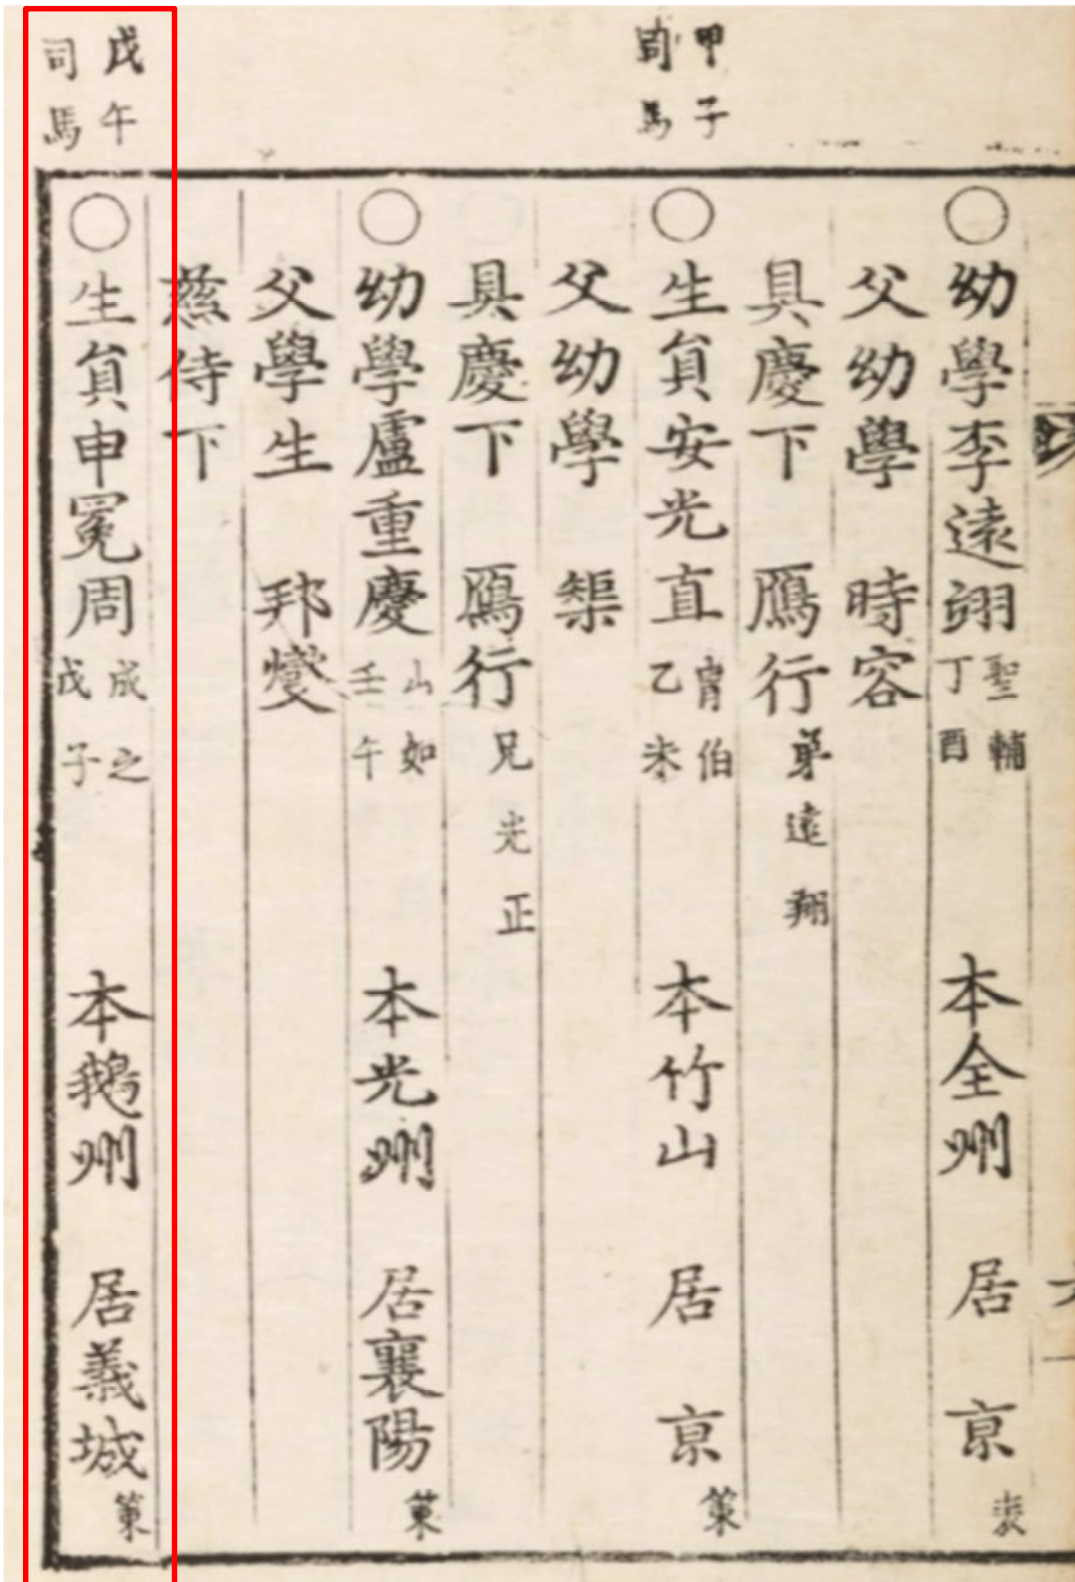 甲子
司馬
戊午
司馬
○幼學李遠翊 聖輔 丁酉 本全州 居京 表
父幼學 時容
具慶下 鴈行 弟遠翔
○生員安光直 胄伯 乙未 本竹山 居京 策
父幼學 榘
具慶下 鴈行 兄光正
○幼學盧重慶 山如 壬午 本光州 居襄陽 策
父學生 邦燮
慈侍下
○生員申冕周 成之 戊子 本鵝州 居義城 策